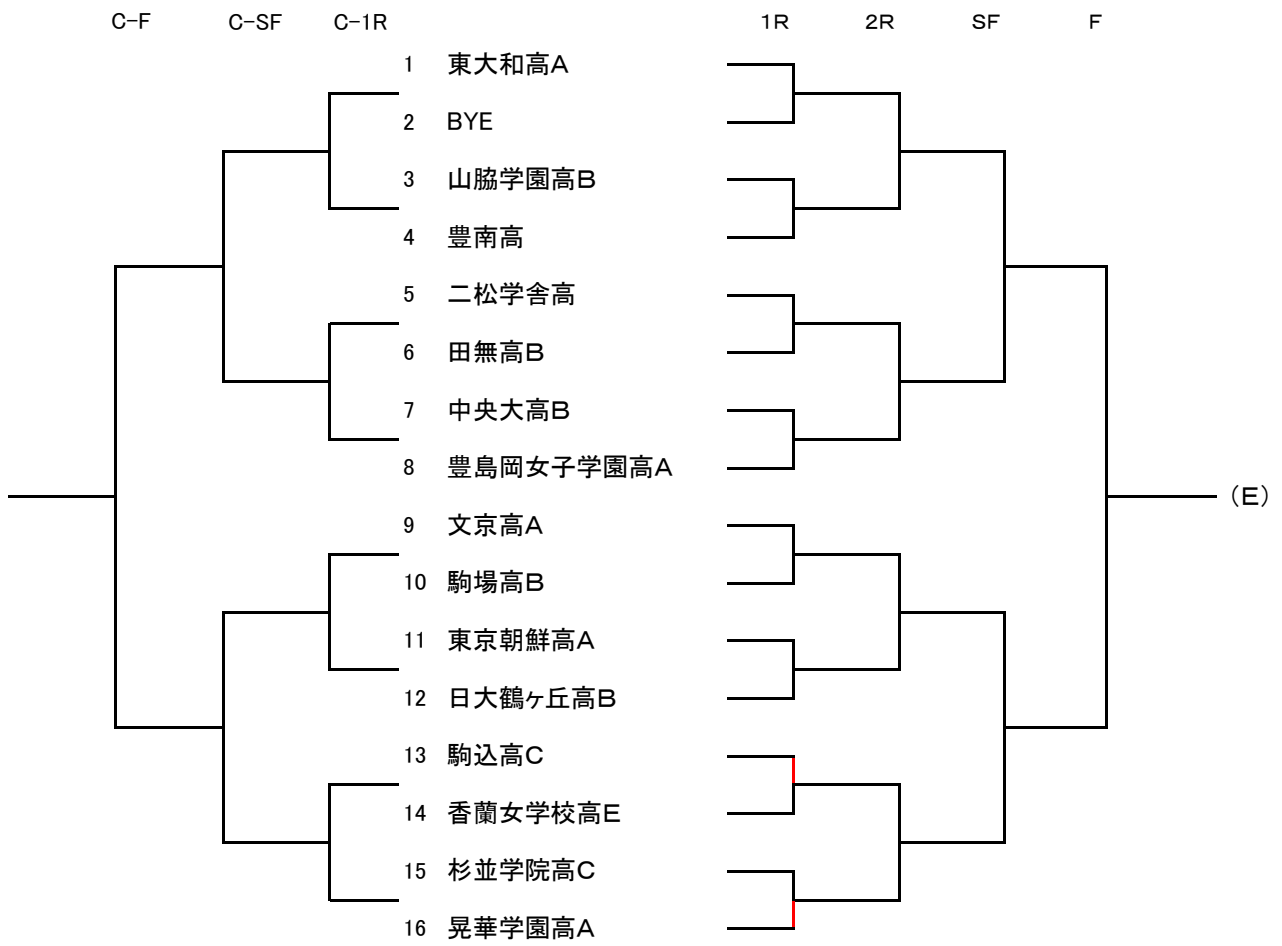 C-F C-SF C-1R 1R 2R SF F
1 東大和高A
2 BYE
3 山脇学園高B
4 豊南高
5 二松学舎高
6 田無高B
7 中央大高B
8 豊島岡女子学園高A
(E)
9 文京高A
10 駒場高B
11 東京朝鮮高A
12 日大鶴ヶ丘高B
13 駒込高C
14 香蘭女学校高E
15 杉並学院高C
16 晃華学園高A